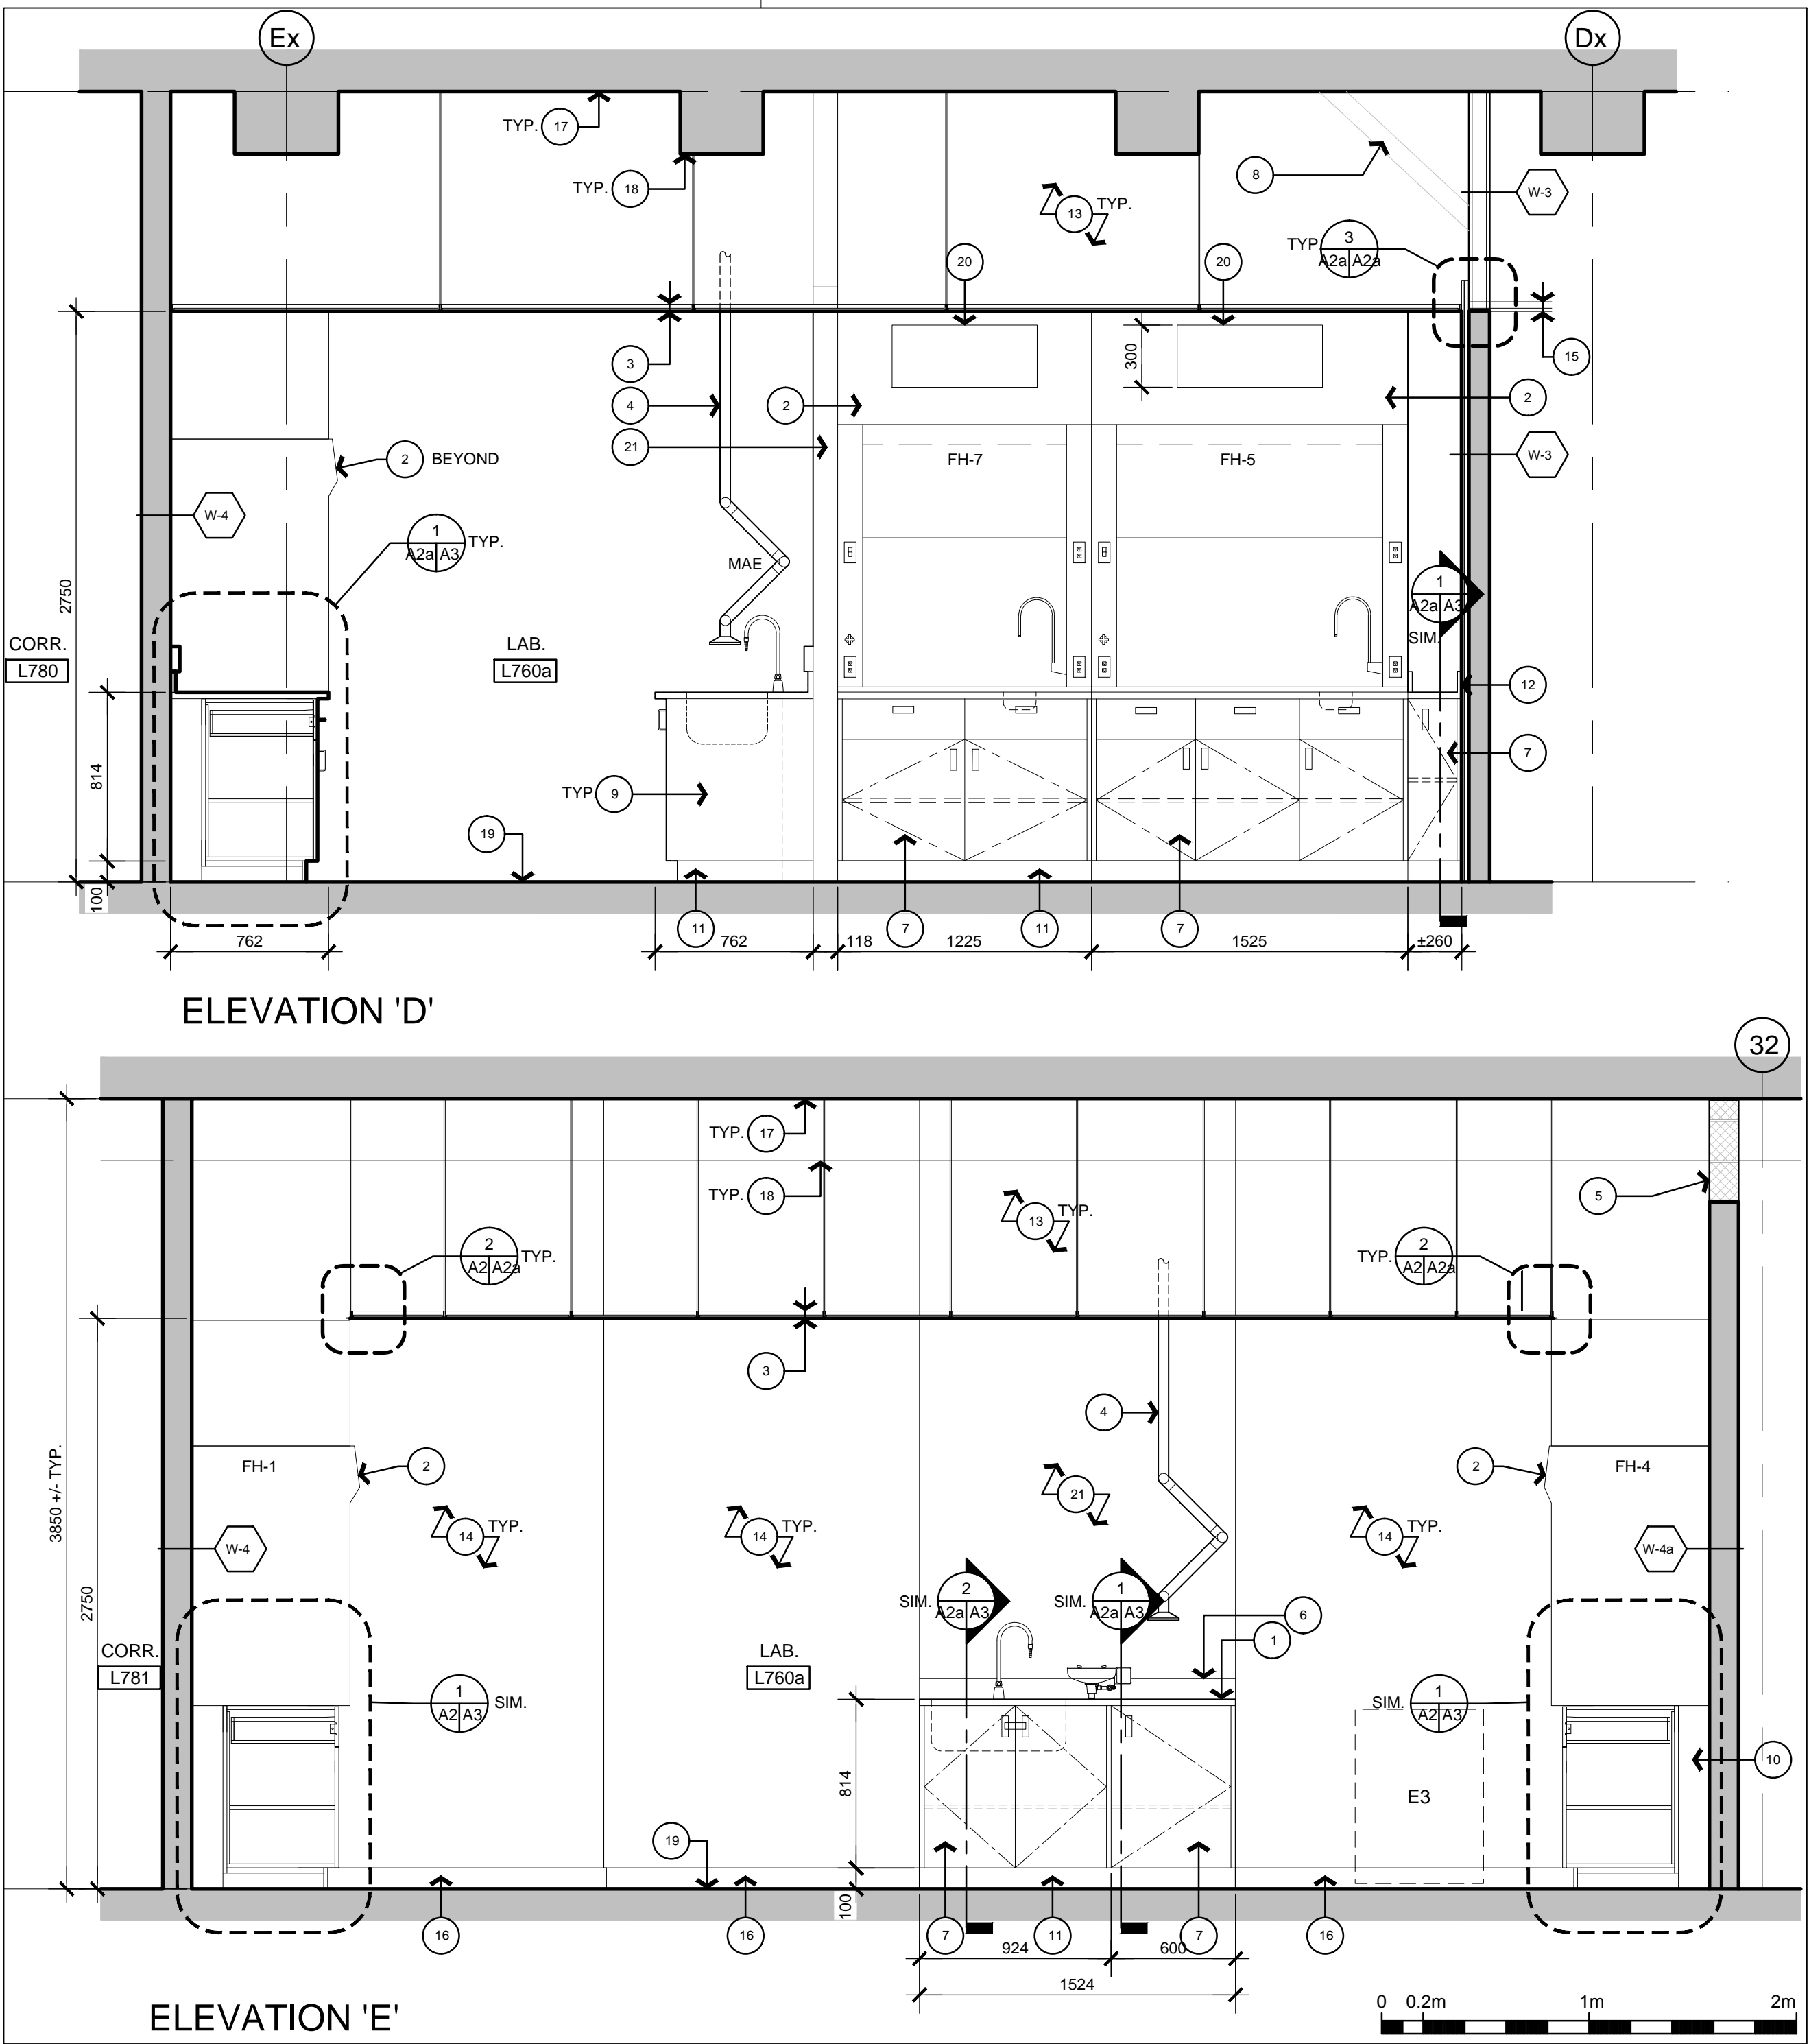 Ex
Dx
TYP. 17
TYP. 18
8
W-3
13 TYP.
TYP 3
A2a A2a
20
20
3
300
15
4
2
2
21
2 BEYOND
FH-7
FH-5
W-3
W-4
1 TYP.
A2a A3
MAE
2750
1
A2a A3
SIM.
CORR.
L780
LAB.
L760a
12
7
814
TYP. 9
19
100
11
7
11
7
762
762
118
1225
1525
±260
ELEVATION 'D'
32
TYP. 17
TYP. 18
5
13 TYP.
2 TYP.
A2 A2a
TYP. 2
A2 A2a
3
4
3850 +/- TYP.
FH-1
2
2
FH-4
21
14 TYP.
14 TYP.
14 TYP.
W-4
W-4a
2750
SIM. 2
A2a A3
SIM. 1
A2a A3
6
1
CORR.
L781
LAB.
L760a
1 SIM.
A2 A3
SIM. 1
A2 A3
10
814
E3
19
100
16
16
7
11
7
16
924
600
1524
ELEVATION 'E'
0 0.2m 1m 2m